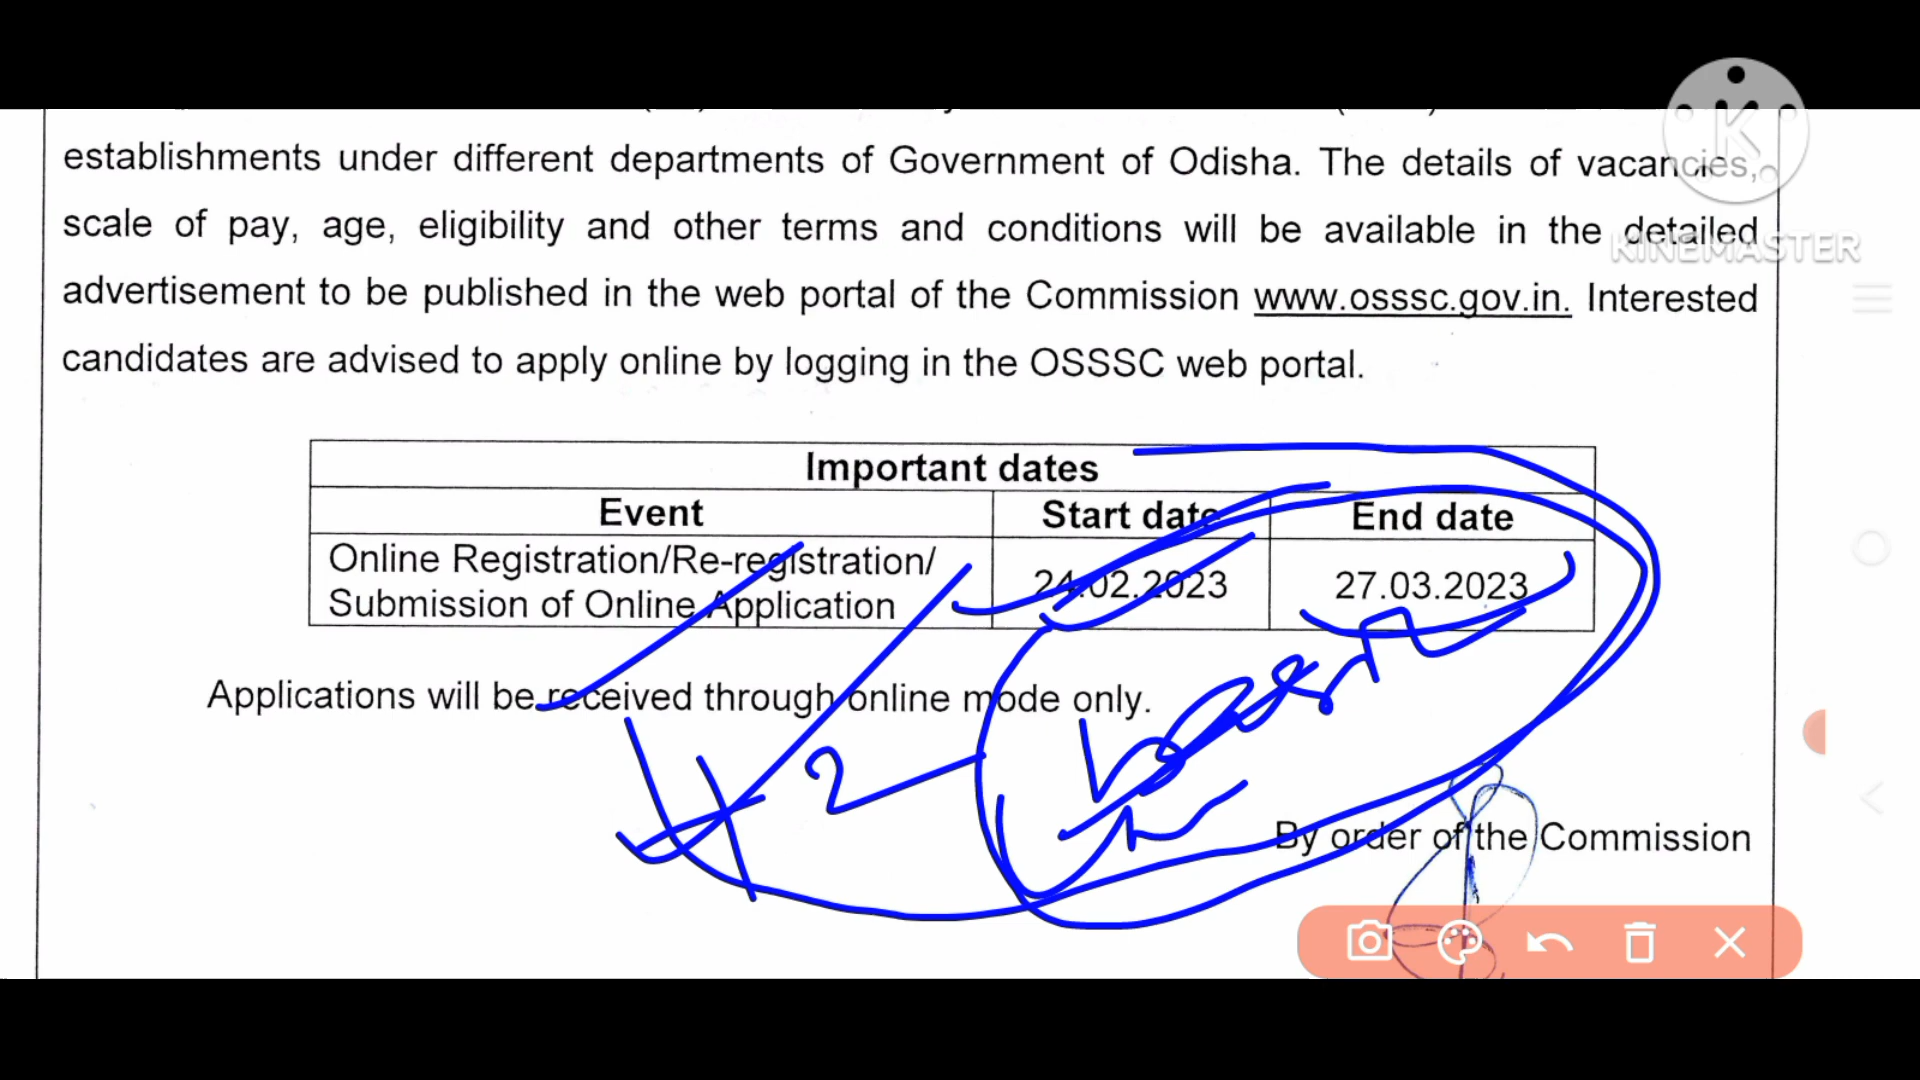 establishments under different departments of Government of Odisha. The details of vacancies,
scale of pay, age, eligibility and other terms and conditions will be available in the detailed
advertisement to be published in the web portal of the Commission www.osssc.gov.in. Interested
candidates are advised to apply online by logging in the OSSSC web portal.
Important dates
Event Start date End date
Online Registration/Re-registration/
Submission of Online Application
24.02.2023 27.03.2023
Applications will be received through online mode only.
2
By order of the Commission
K
KINEMASTER